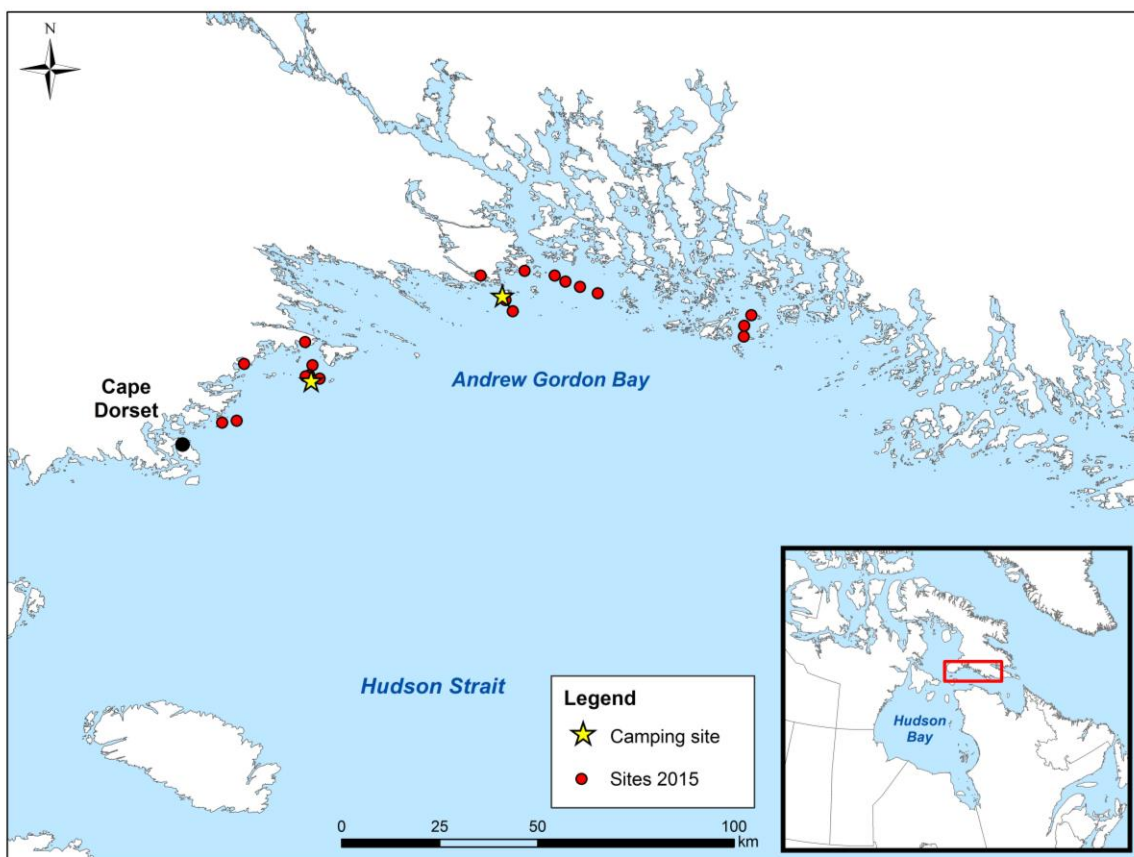 N
Cape
Dorset
Andrew Gordon Bay
Hudson Strait
Legend
Camping site
Sites 2015
0 25 50 100
km
Hudson
Bay